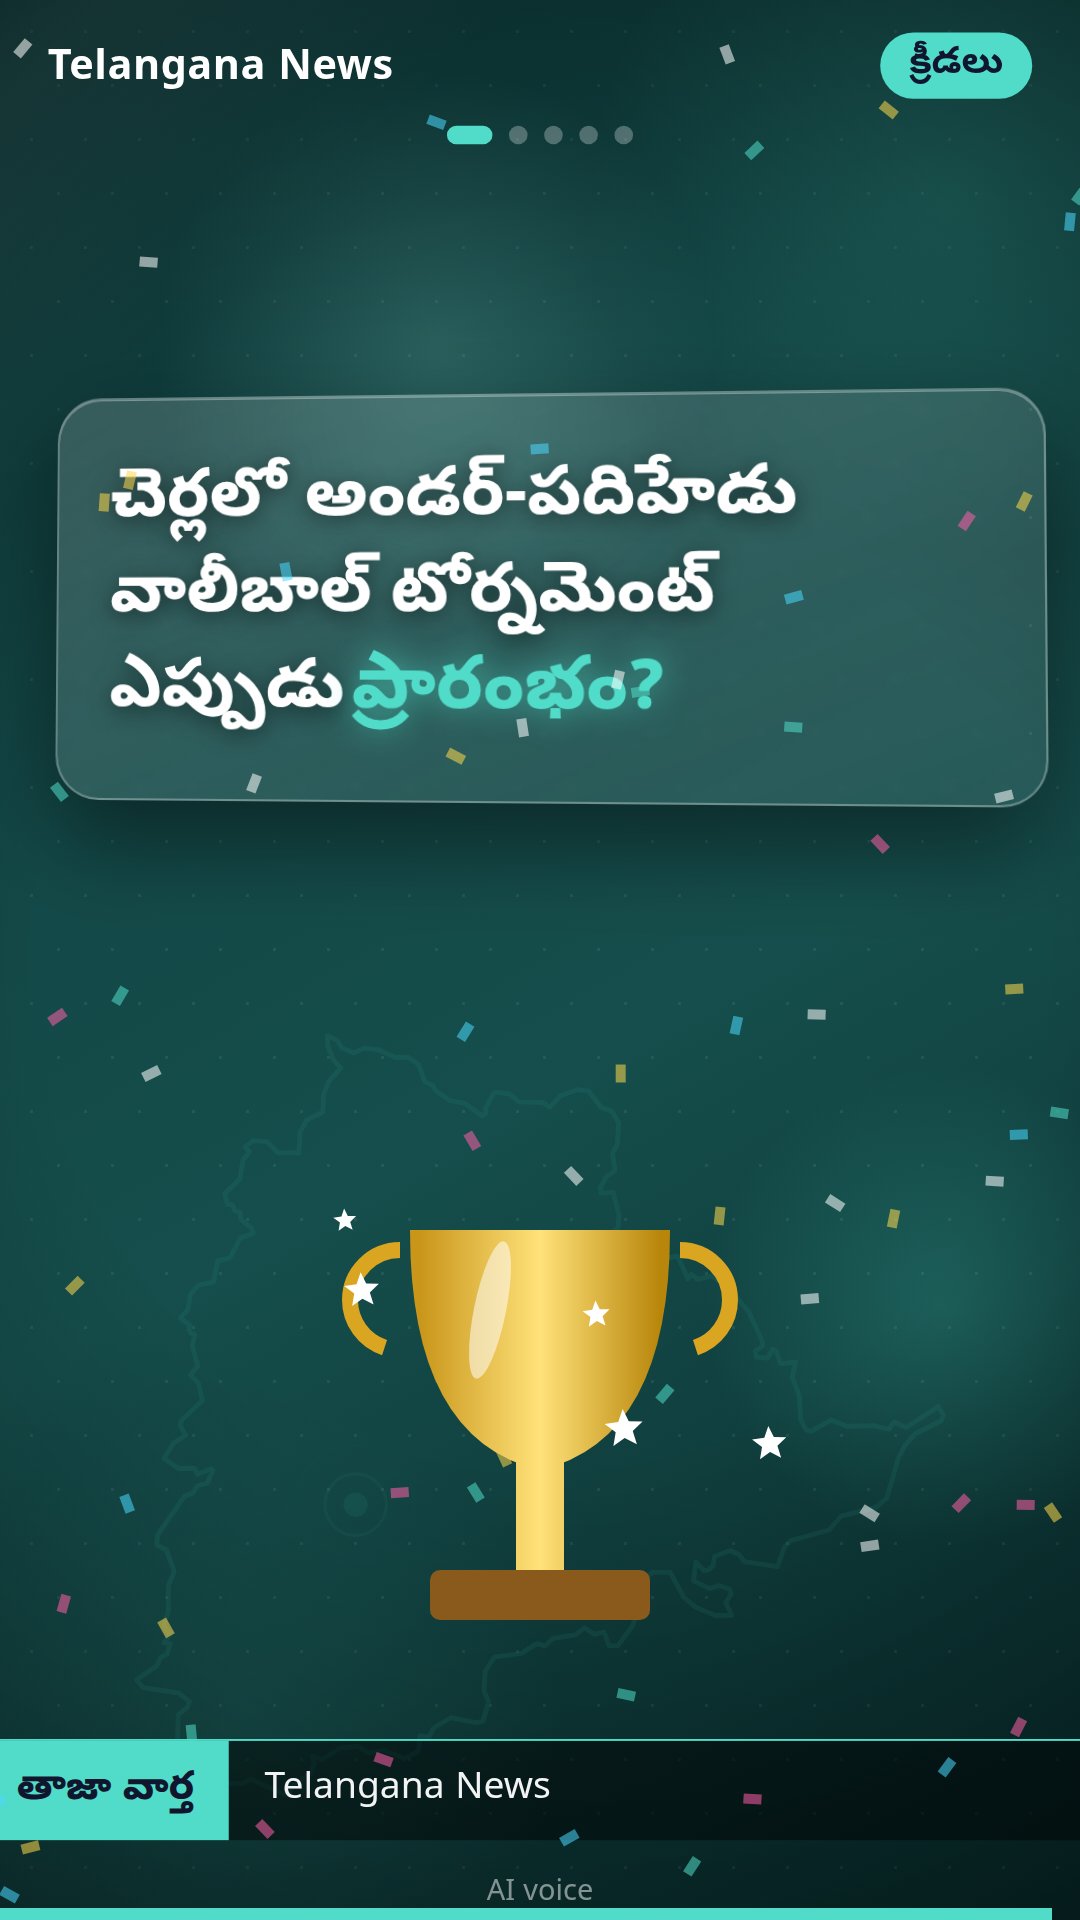 Telangana News
క్రీడలు
చెర్లలో అండర్-పదిహేడు
వాలీబాల్ టోర్నమెంట్
ఎప్పుడు ప్రారంభం?
తాజా వార్త
Telangana News
AI voice